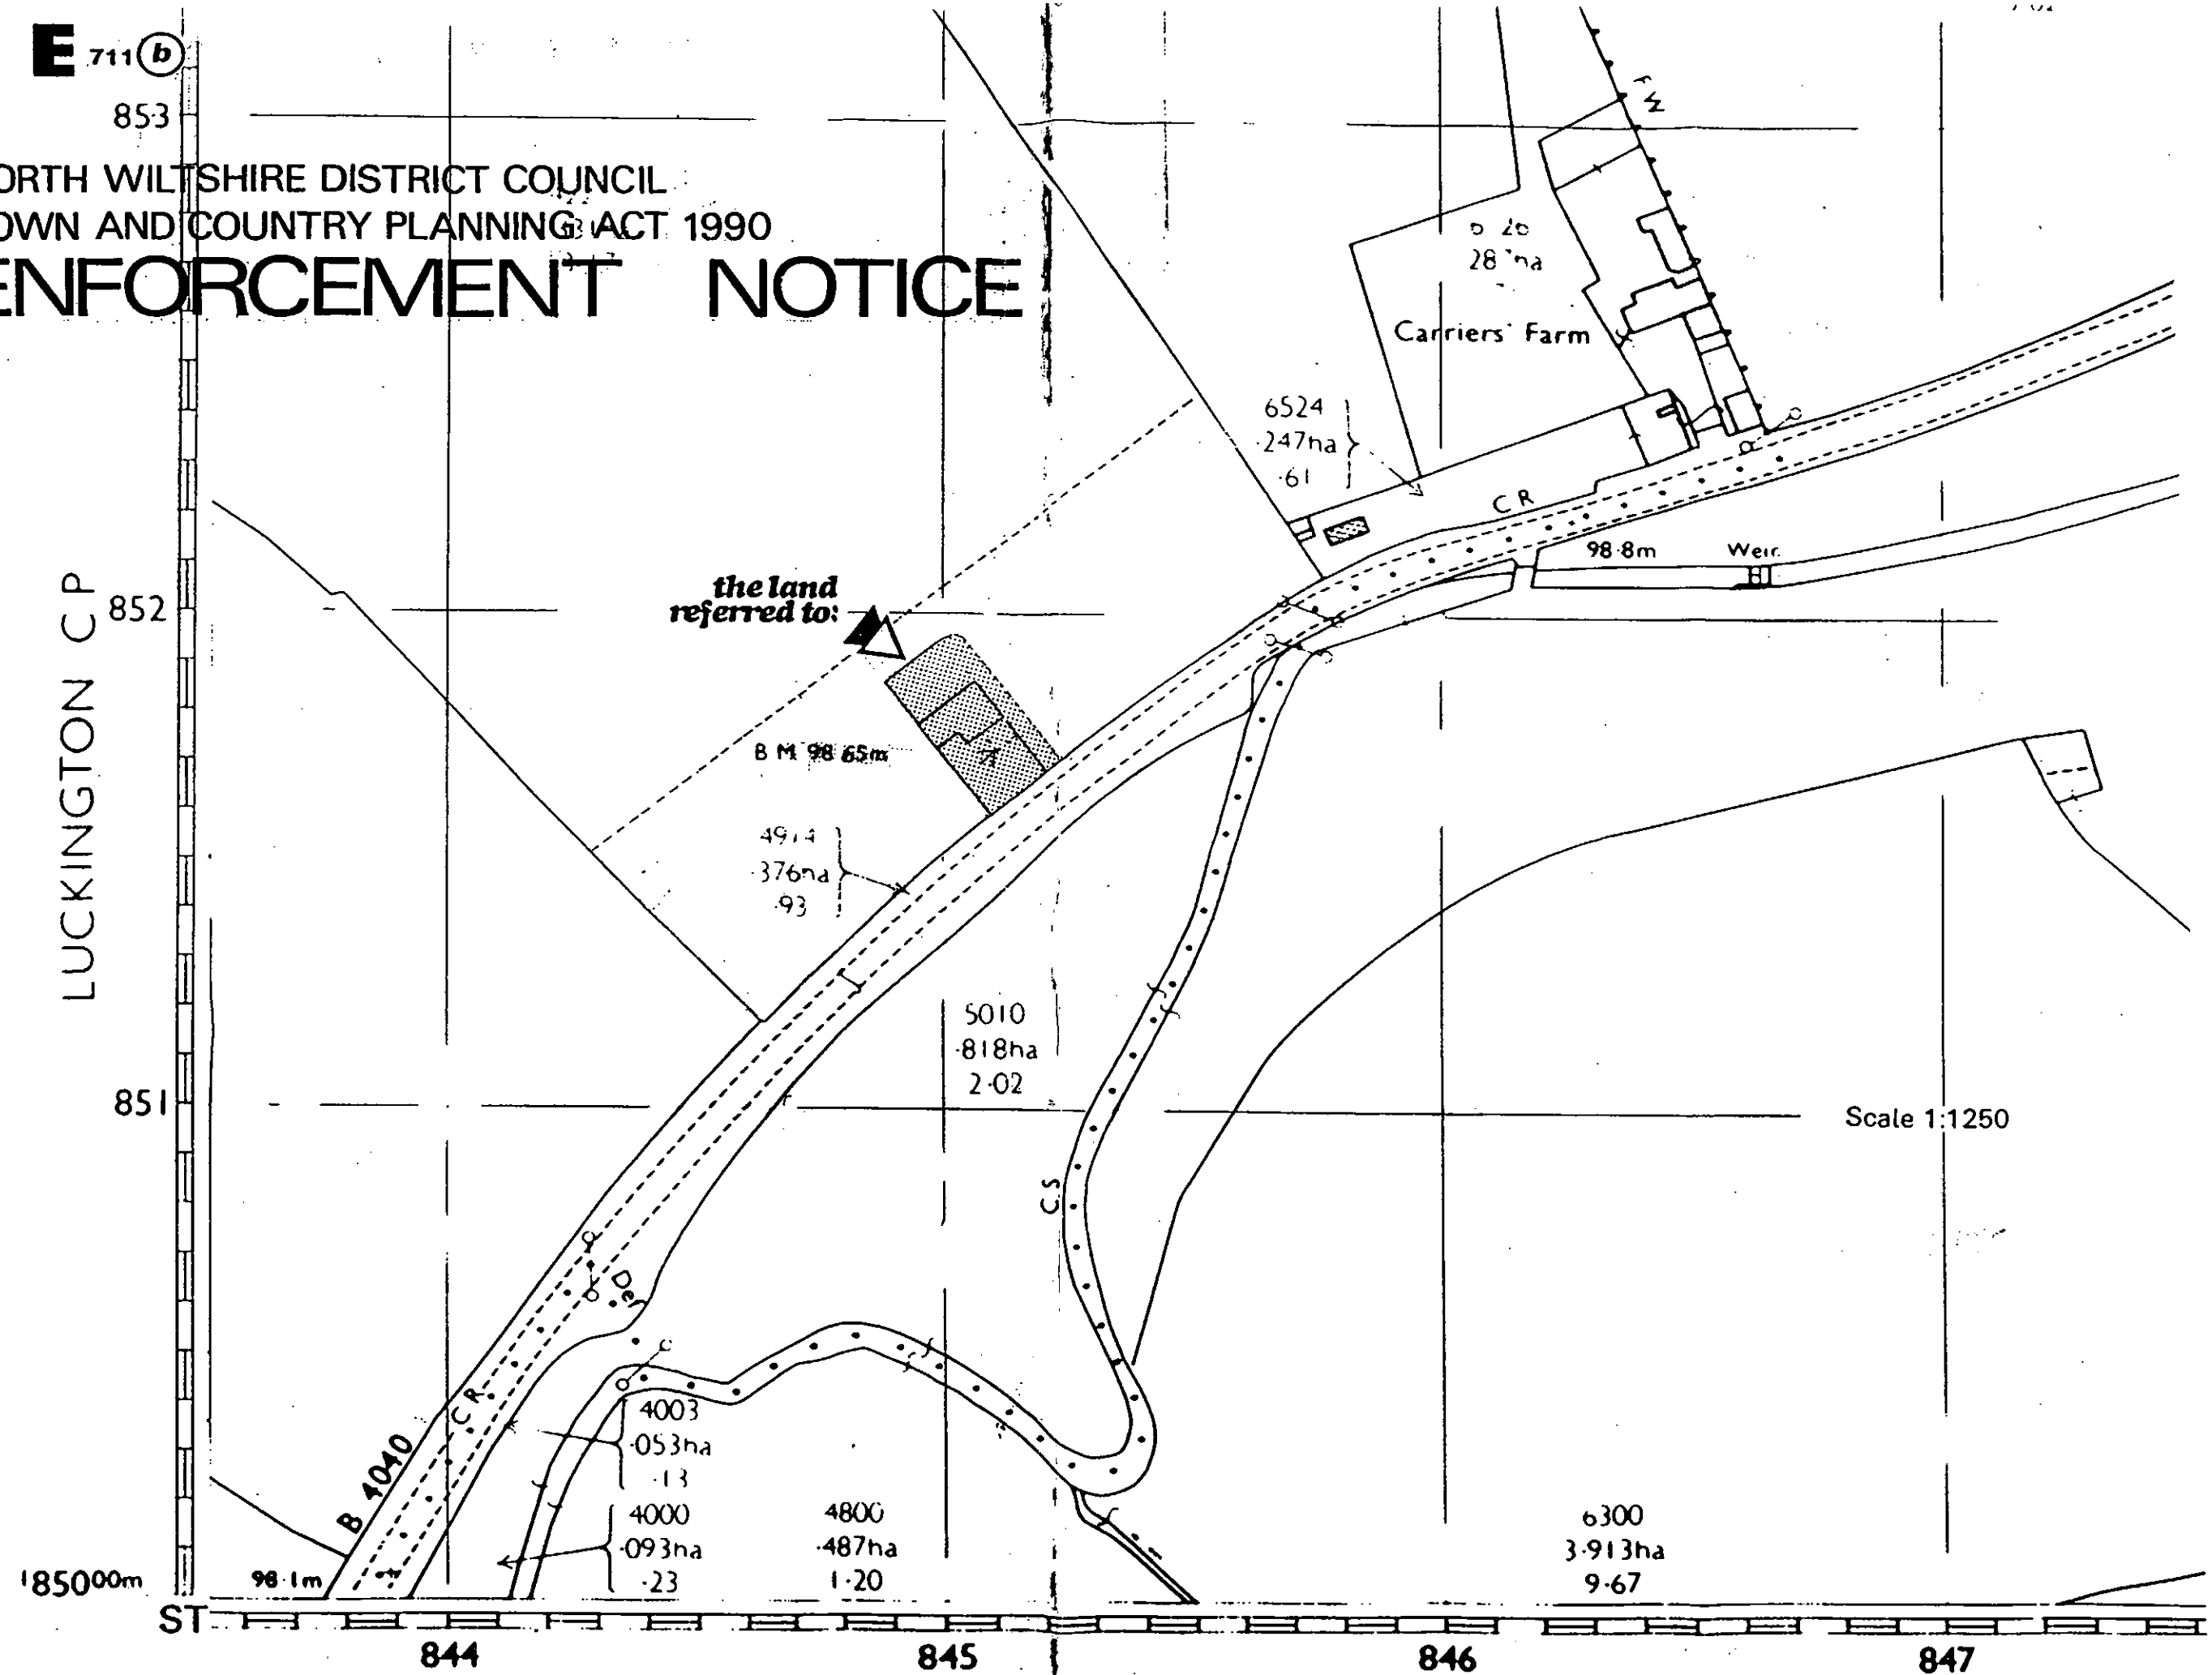 E 711 b
853
ORTH WILTSHIRE DISTRICT COUNCIL
OWN AND COUNTRY PLANNING ACT 1990
ENFORCEMENT NOTICE
F W
Carriers' Farm
6524
·247ha
·61
C R
98·8m
Weir
LUCKINGTON C P
852
the land
referred to:
B M 98·65m
·376ha
·93
5010
·818ha
2·02
851
Scale 1:1250
C S
Def
C R
B 4040
4003
·053ha
·13
4000
·093ha
·23
4800
·487ha
1·20
6300
3·913ha
9·67
18500m
98·1m
ST
844
845
846
847